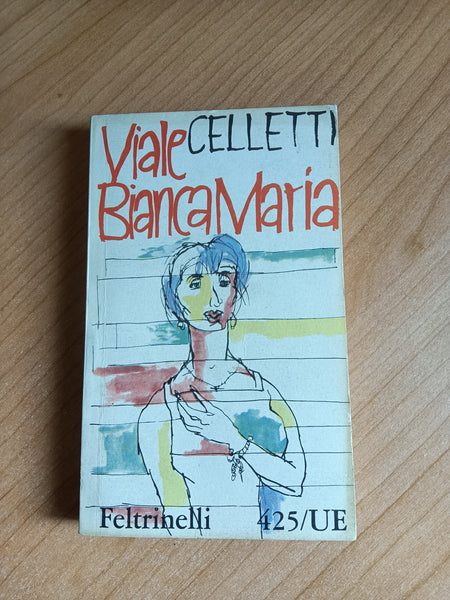 Viale CELLETTI
Bianca Maria
Feltrinelli 425/UE